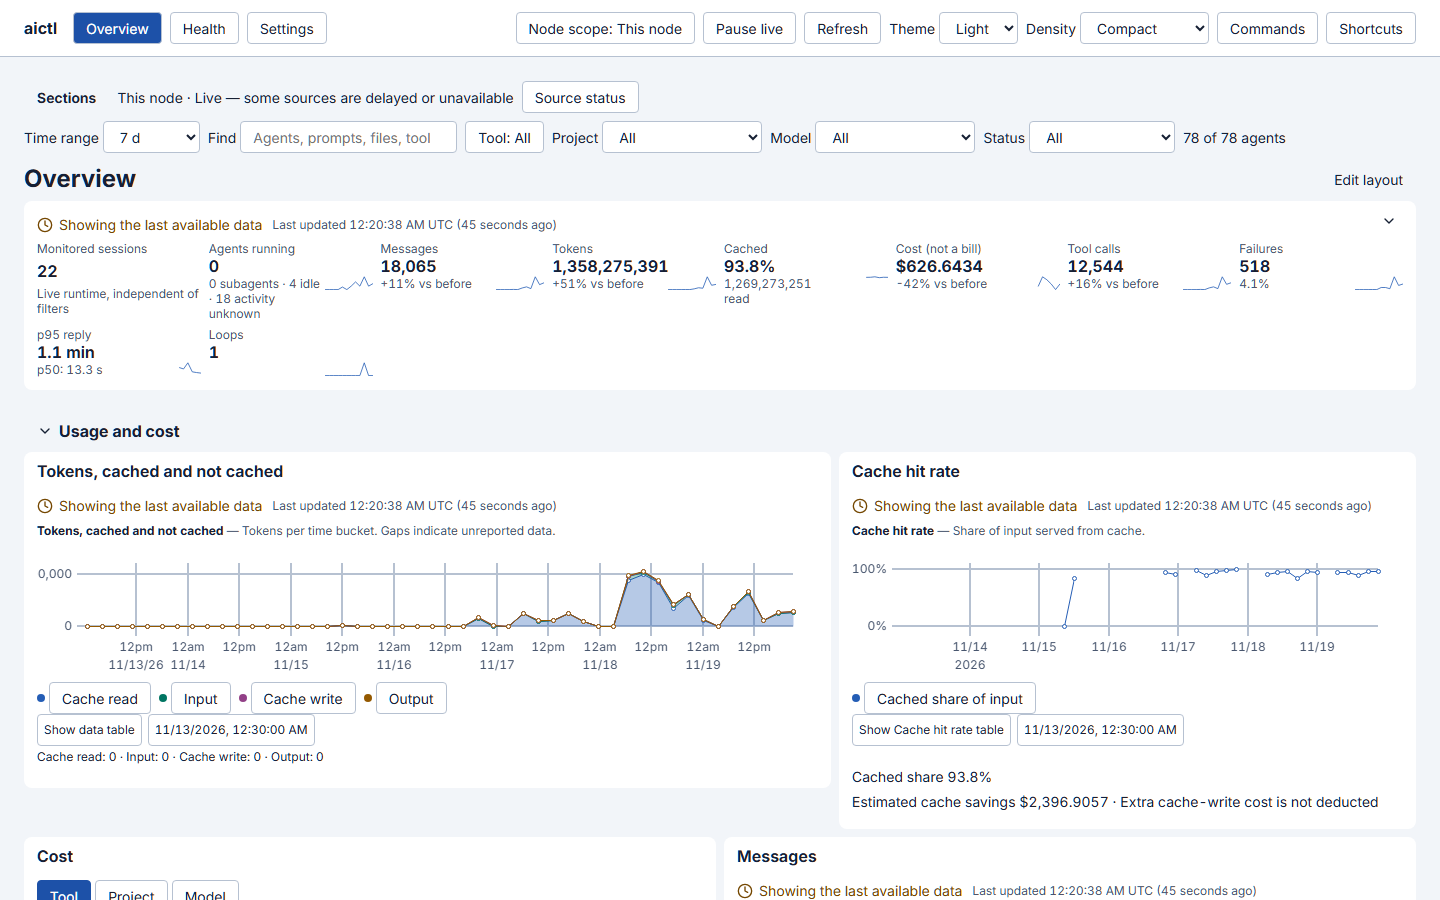 aictl Overview Health Settings Node scope: This node Pause live Refresh Theme Light Density Compact Commands Shortcuts
Sections This node · Live — some sources are delayed or unavailable Source status
Time range 7 d Find Agents, prompts, files, tool Tool: All Project All Model All Status All 78 of 78 agents
Overview Edit layout
Showing the last available data Last updated 12:20:38 AM UTC (45 seconds ago)
Monitored sessions
22
Live runtime, independent of
filters
Agents running
0
0 subagents · 4 idle
· 18 activity
unknown
Messages
18,065
+11% vs before
Tokens
1,358,275,391
+51% vs before
Cached
93.8%
1,269,273,251
read
Cost (not a bill)
$626.6434
-42% vs before
Tool calls
12,544
+16% vs before
Failures
518
4.1%
p95 reply
1.1 min
p50: 13.3 s
Loops
1
Usage and cost
Tokens, cached and not cached
Showing the last available data Last updated 12:20:38 AM UTC (45 seconds ago)
Tokens, cached and not cached — Tokens per time bucket. Gaps indicate unreported data.
0,000
0
12pm 12pm 12pm 12pm 12pm 12pm 12pm
11/13/26 11/14 11/15 11/16 11/17 11/18 11/19
Cache read Input Cache write Output
Show data table 11/13/2026, 12:30:00 AM
Cache read: 0 · Input: 0 · Cache write: 0 · Output: 0
Cache hit rate
Showing the last available data Last updated 12:20:38 AM UTC (45 seconds ago)
Cache hit rate — Share of input served from cache.
100%
0%
11/14 11/15 11/16 11/17 11/18 11/19
2026
Cached share of input
Show Cache hit rate table 11/13/2026, 12:30:00 AM
Cached share 93.8%
Estimated cache savings $2,396.9057 · Extra cache-write cost is not deducted
Cost
Tool Project Model
Messages
Showing the last available data Last updated 12:20:38 AM UTC (45 seconds ago)